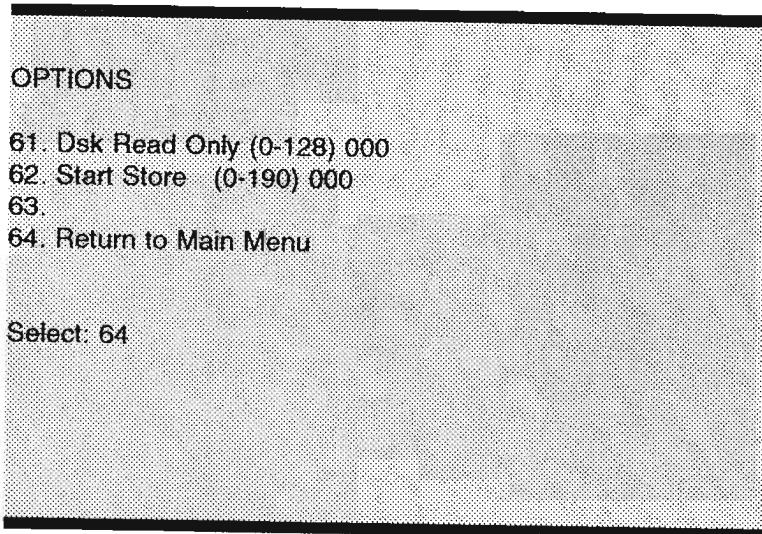 OPTIONS
61. Dsk Read Only (0-128) 000
62. Start Store (0-190) 000
63.
64. Return to Main Menu
Select: 64